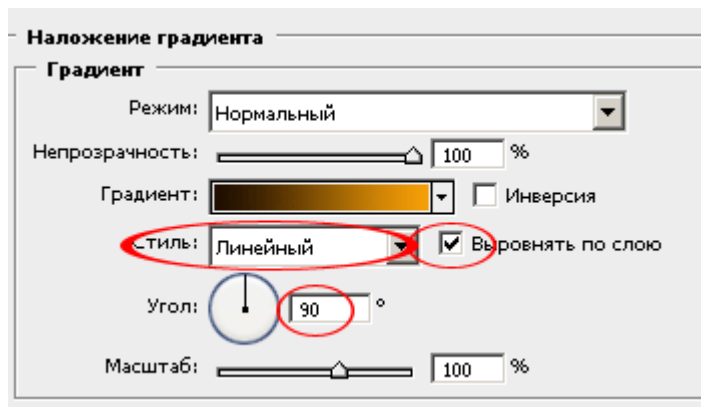 Наложение градиента
Градиент
Режим: Нормальный
Непрозрачность: 100 %
Градиент: Инверсия
Стиль: Линейный Выровнять по слою
Угол: 90 °
Масштаб: 100 %